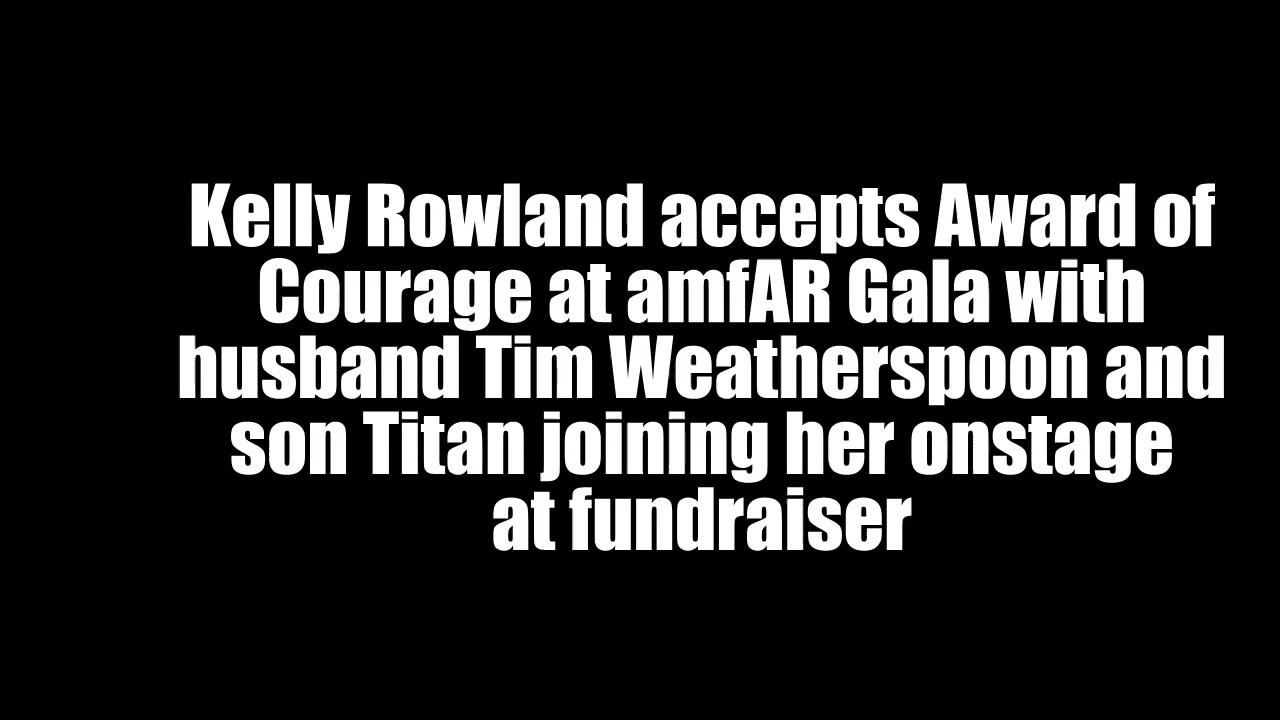 Kelly Rowland accepts Award of
Courage at amfAR Gala with
husband Tim Weatherspoon and
son Titan joining her onstage
at fundraiser